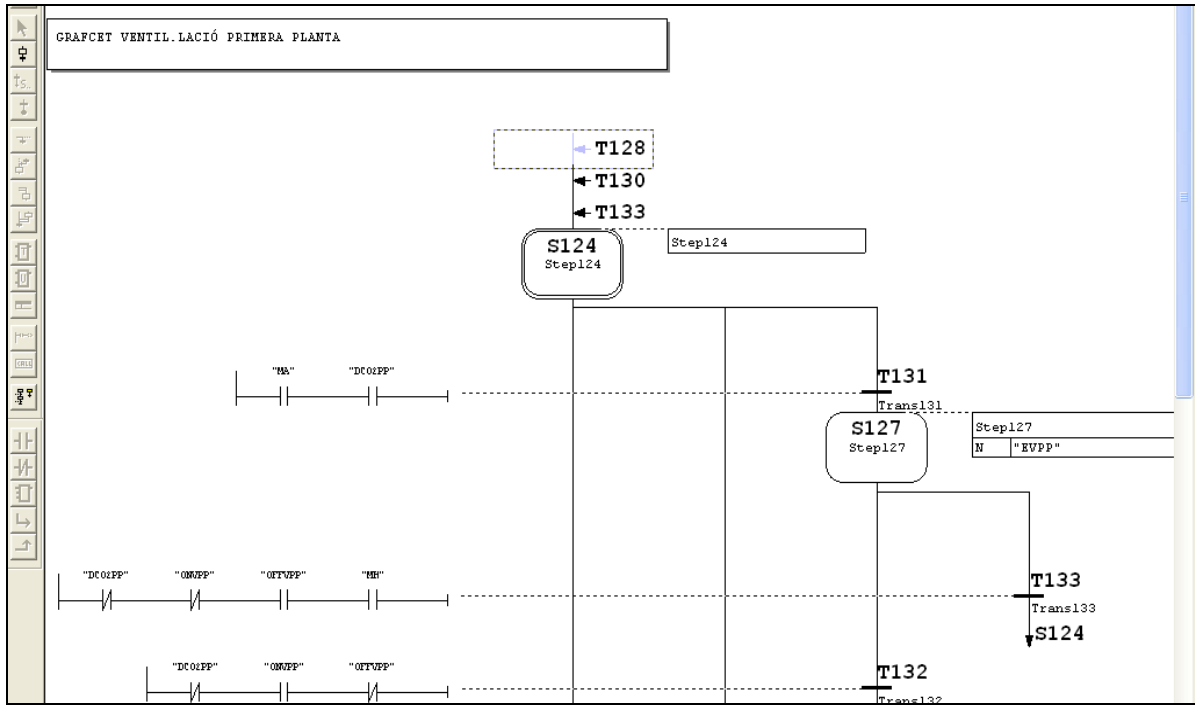 GRAFCET VENTIL.LACIÓ PRIMERA PLANTA
T128
T130
T133
S124
Step124
Step124
"MA" "DCO2PP"
T131
Trans131
S127
Step127
Step127
N "EVPP"
"DCO2PP" "ONVPP" "OFFVPP" "MH"
T133
Trans133
S124
"DCO2PP" "ONVPP" "OFFVPP"
T132
Trans132